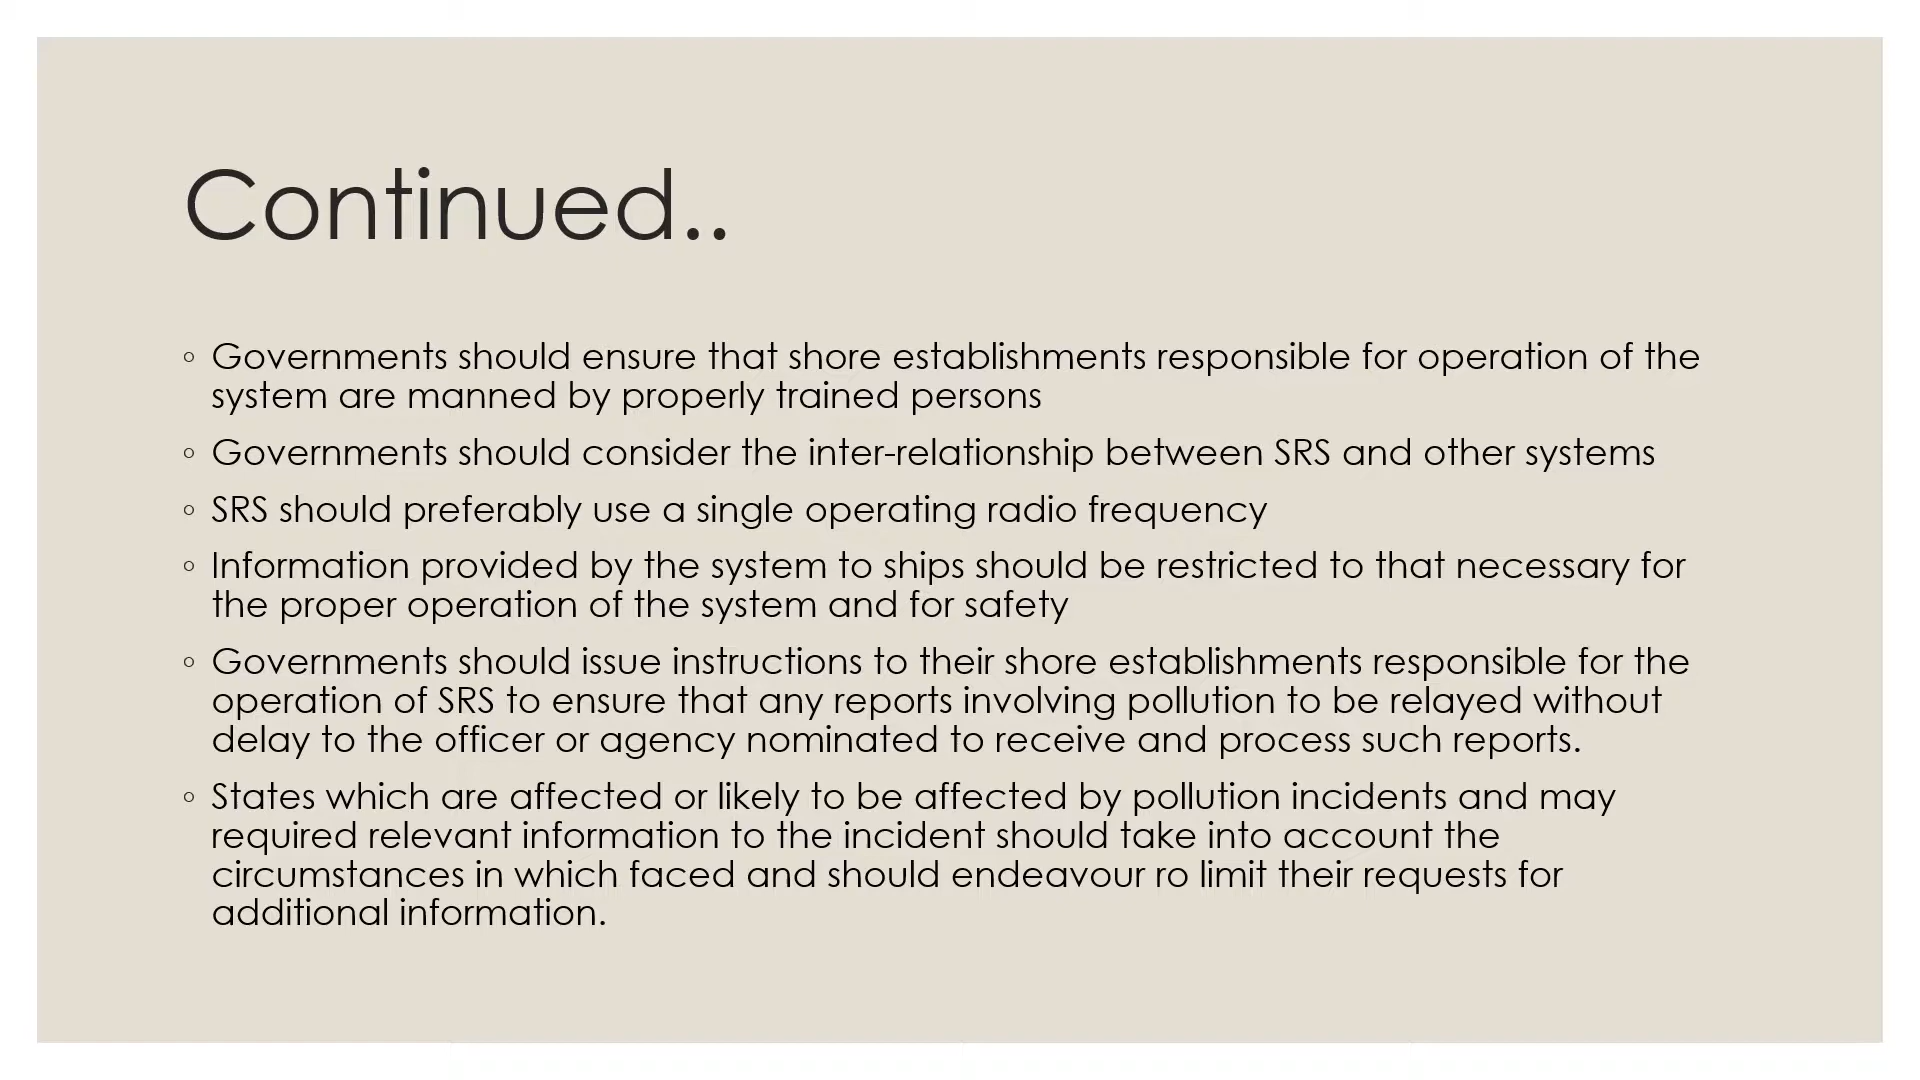 Continued..
◦ Governments should ensure that shore establishments responsible for operation of the
system are manned by properly trained persons
◦ Governments should consider the inter-relationship between SRS and other systems
◦ SRS should preferably use a single operating radio frequency
◦ Information provided by the system to ships should be restricted to that necessary for
the proper operation of the system and for safety
◦ Governments should issue instructions to their shore establishments responsible for the
operation of SRS to ensure that any reports involving pollution to be relayed without
delay to the officer or agency nominated to receive and process such reports.
◦ States which are affected or likely to be affected by pollution incidents and may
required relevant information to the incident should take into account the
circumstances in which faced and should endeavour ro limit their requests for
additional information.